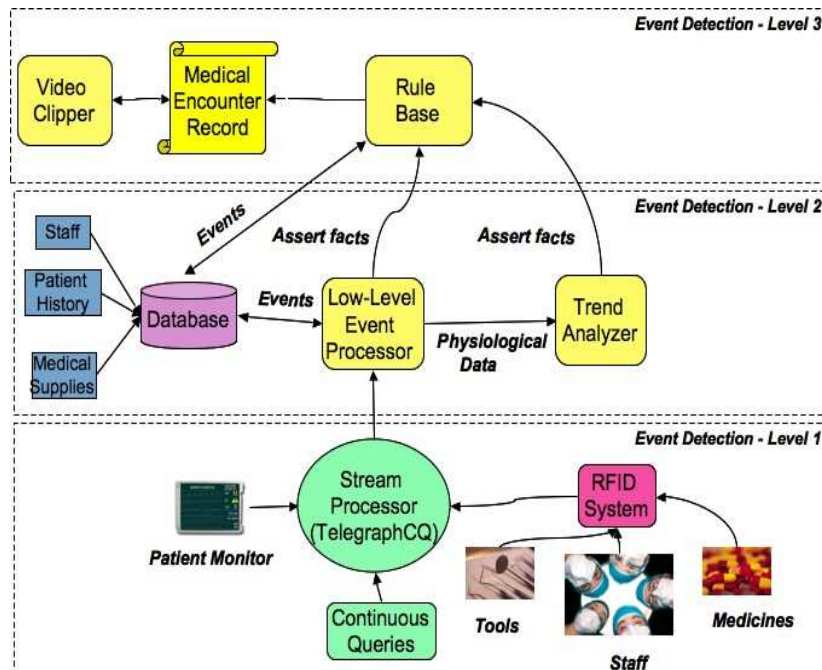 Event Detection - Level 3
Video
Clipper
Medical
Encounter
Record
Rule
Base
Event Detection - Level 2
Events
Assert facts
Assert facts
Staff
Patient
History
Medical
Supplies
Database
Events
Low-Level
Event
Processor
Physiological
Data
Trend
Analyzer
Event Detection - Level 1
Patient Monitor
Stream
Processor
(TelegraphCQ)
RFID
System
Continuous
Queries
Tools
Staff
Medicines